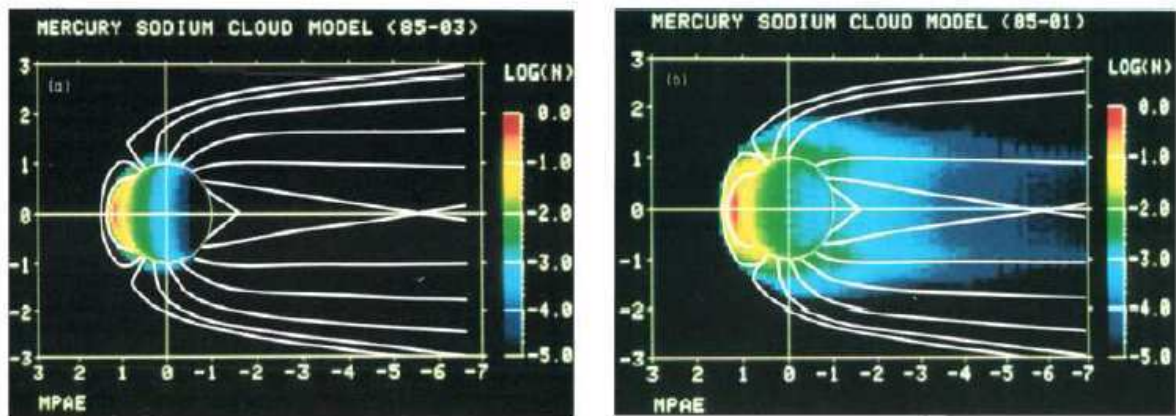 MERCURY SODIUM CLOUD MODEL (85-03)
(a)
LOG(N)
3
2
1
0
-1
-2
-3
3 2 1 0 -1 -2 -3 -4 -5 -6 -7
0.0
-1.0
-2.0
-3.0
-4.0
-5.0
MPAE
MERCURY SODIUM CLOUD MODEL (85-01)
(b)
LOG(N)
3
2
1
0
-1
-2
-3
3 2 1 0 -1 -2 -3 -4 -5 -6 -7
0.0
-1.0
-2.0
-3.0
-4.0
-5.0
MPAE